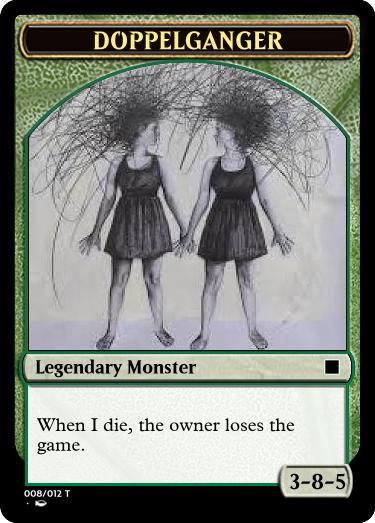 DOPPELGANGER
Legendary Monster
When I die, the owner loses the
game.
3-8-5
008/012 T